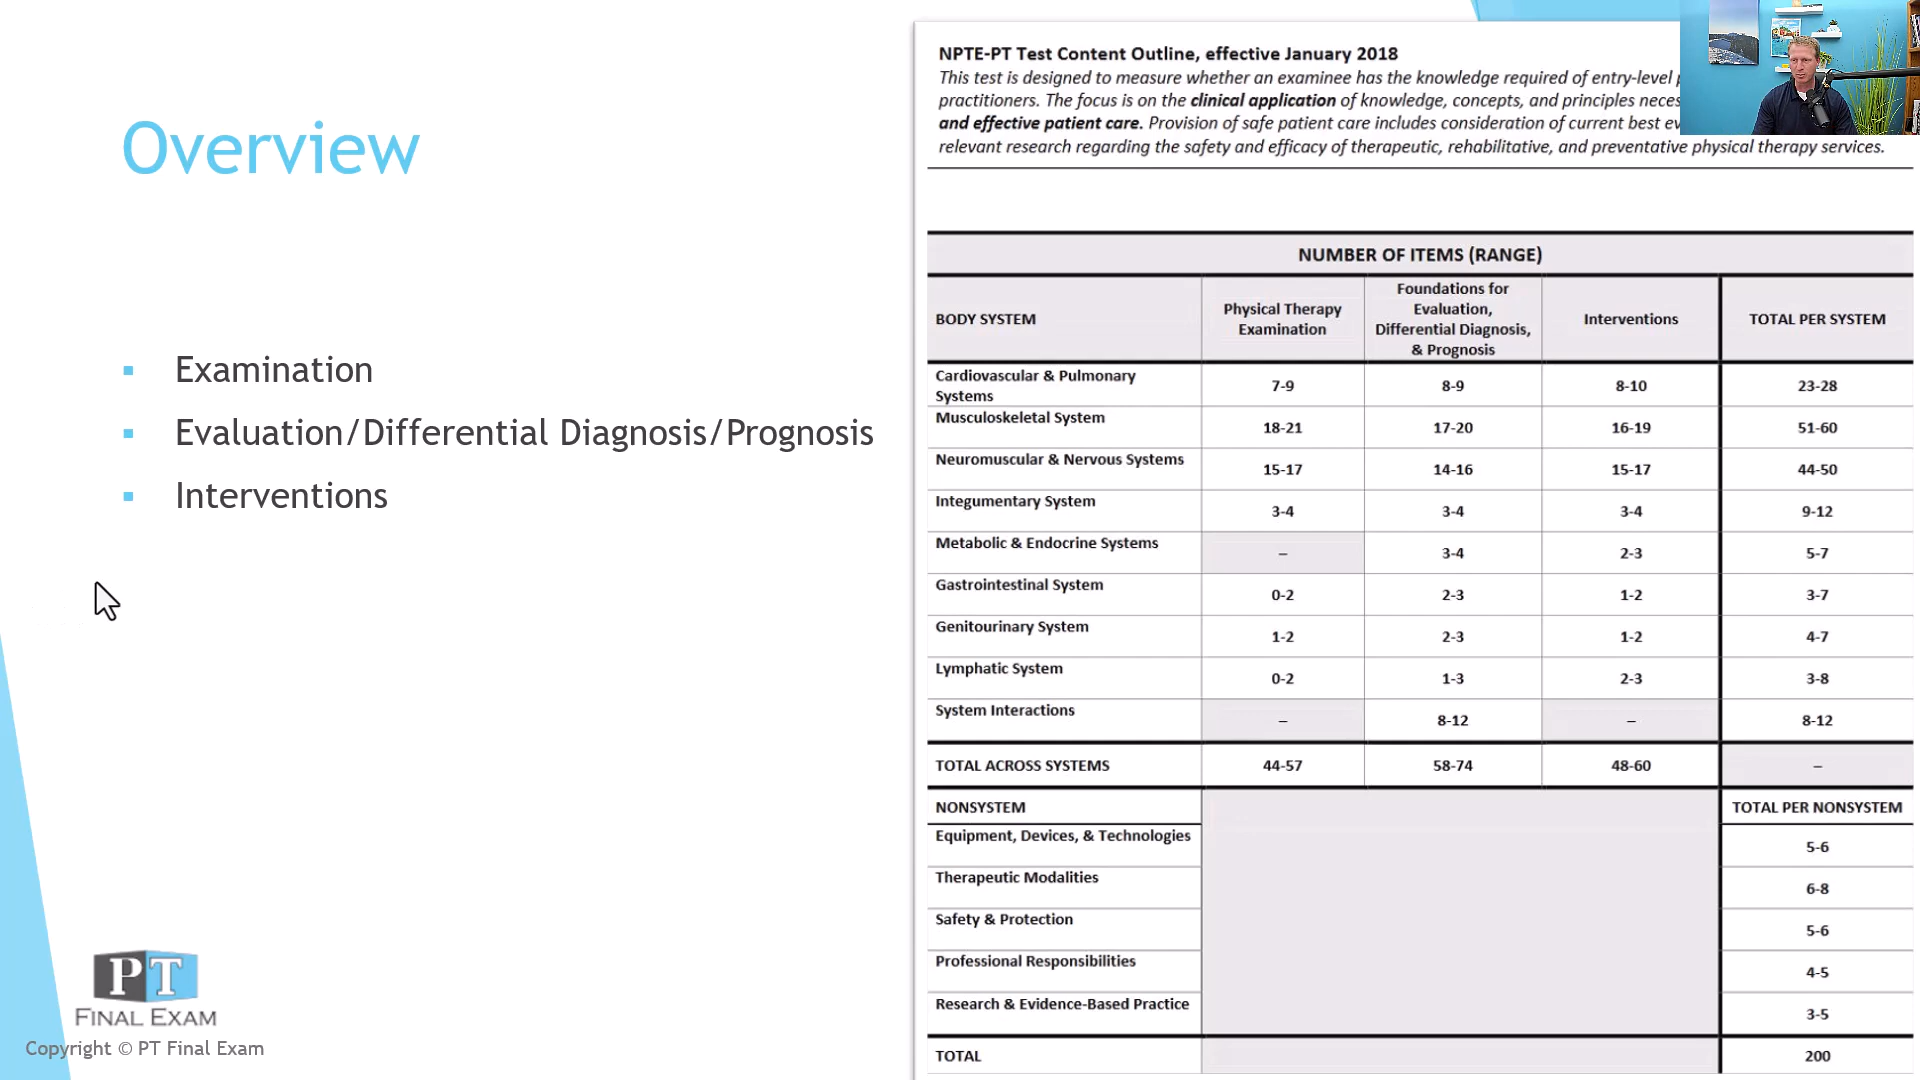 Overview
Examination
Evaluation/Differential Diagnosis/Prognosis
Interventions
PT
FINAL EXAM
Copyright © PT Final Exam
NPTE-PT Test Content Outline, effective January 2018
This test is designed to measure whether an examinee has the knowledge required of entry-level
practitioners. The focus is on the clinical application of knowledge, concepts, and principles
and effective patient care. Provision of safe patient care includes consideration of current best
relevant research regarding the safety and efficacy of therapeutic, rehabilitative, and preventative physical therapy services.
NUMBER OF ITEMS (RANGE)
BODY SYSTEM Physical Therapy Examination Foundations for Evaluation, Differential Diagnosis, & Prognosis Interventions TOTAL PER SYSTEM
Cardiovascular & Pulmonary Systems 7-9 8-9 8-10 23-28
Musculoskeletal System 18-21 17-20 16-19 51-60
Neuromuscular & Nervous Systems 15-17 14-16 15-17 44-50
Integumentary System 3-4 3-4 3-4 9-12
Metabolic & Endocrine Systems – 3-4 2-3 5-7
Gastrointestinal System 0-2 2-3 1-2 3-7
Genitourinary System 1-2 2-3 1-2 4-7
Lymphatic System 0-2 1-3 2-3 3-8
System Interactions – 8-12 – 8-12
TOTAL ACROSS SYSTEMS 44-57 58-74 48-60 –
NONSYSTEM TOTAL PER NONSYSTEM
Equipment, Devices, & Technologies 5-6
Therapeutic Modalities 6-8
Safety & Protection 5-6
Professional Responsibilities 4-5
Research & Evidence-Based Practice 3-5
TOTAL 200